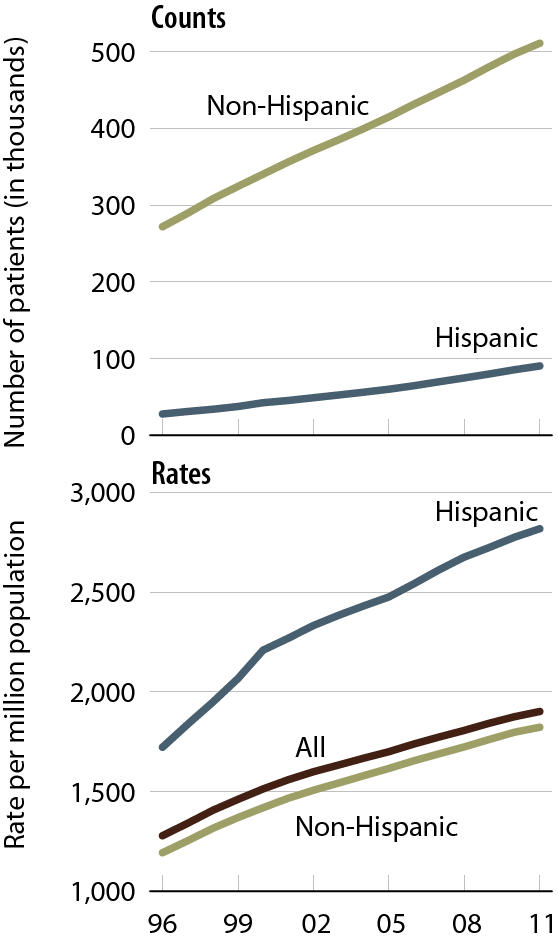 Counts
Number of patients (in thousands)
500
400
300
200
100
0
Non-Hispanic
Hispanic
Rates
Rate per million population
3,000
2,500
2,000
1,500
1,000
Hispanic
All
Non-Hispanic
96 99 02 05 08 11